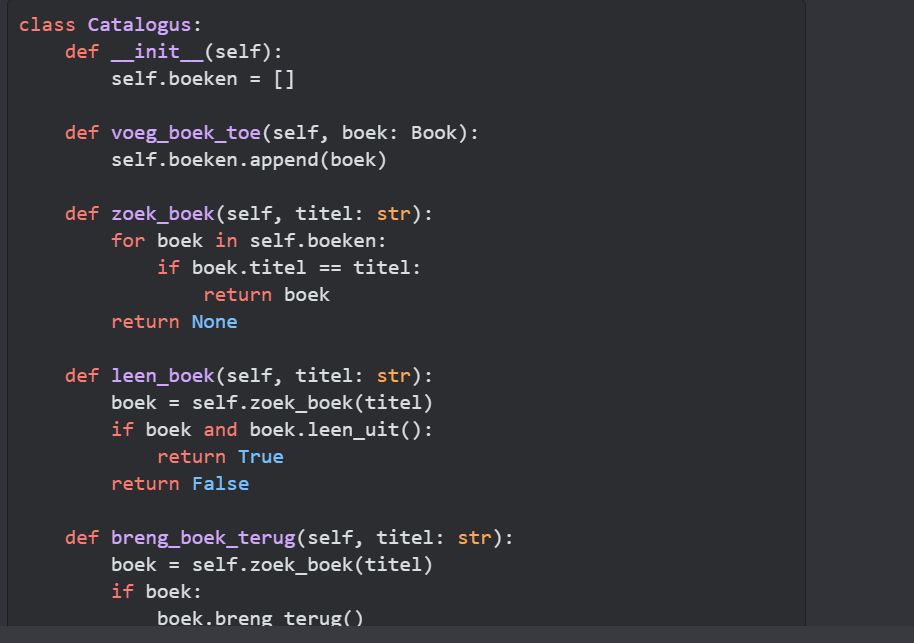 class Catalogus:
    def __init__(self):
        self.boeken = []

    def voeg_boek_toe(self, boek: Book):
        self.boeken.append(boek)

    def zoek_boek(self, titel: str):
        for boek in self.boeken:
            if boek.titel == titel:
                return boek
        return None

    def leen_boek(self, titel: str):
        boek = self.zoek_boek(titel)
        if boek and boek.leen_uit():
            return True
        return False

    def breng_boek_terug(self, titel: str):
        boek = self.zoek_boek(titel)
        if boek:
            boek.breng_terug()